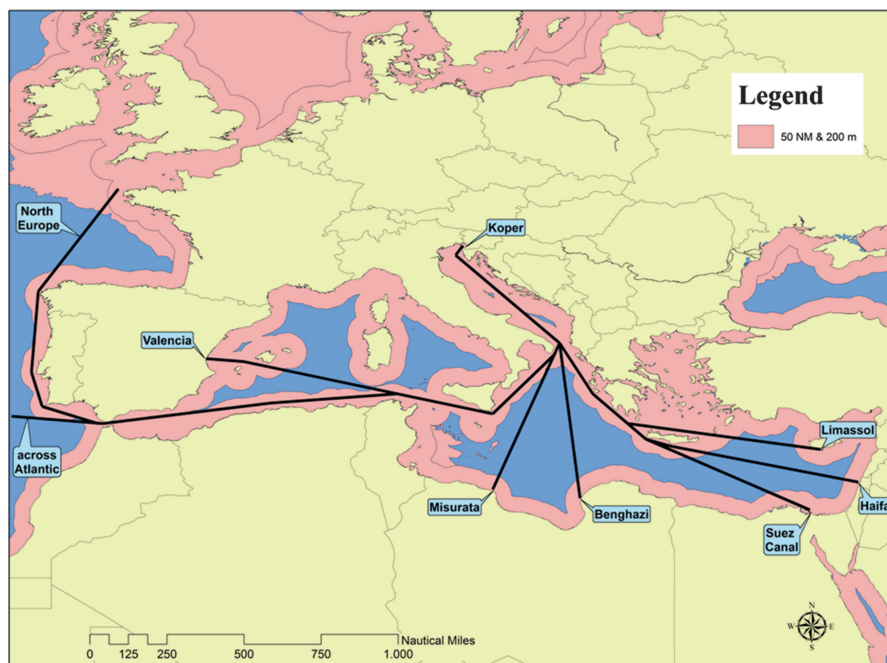 Legend
50 NM & 200 m
North
Europe
Koper
Valencia
across
Atlantic
Limassol
Misurata
Benghazi
Haifa
Suez
Canal
Nautical Miles
0 125 250 500 750 1.000
N
W E
S